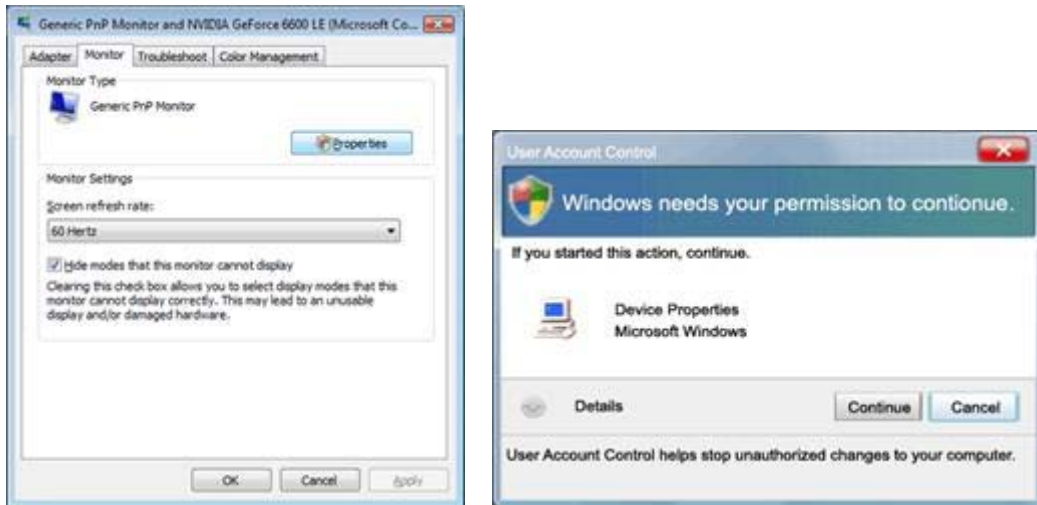 Generic PnP Monitor and NVIDIA GeForce 6600 LE (Microsoft Co...
Adapter Monitor Troubleshoot Color Management
Monitor Type
Generic PnP Monitor
Properties
Monitor Settings
Screen refresh rate:
60 Hertz
Hide modes that this monitor cannot display
Clearing this check box allows you to select display modes that this
monitor cannot display correctly. This may lead to an unusable
display and/or damaged hardware.
OK Cancel Apply
User Account Control
Windows needs your permission to contionue.
If you started this action, continue.
Device Properties
Microsoft Windows
Details Continue Cancel
User Account Control helps stop unauthorized changes to your computer.